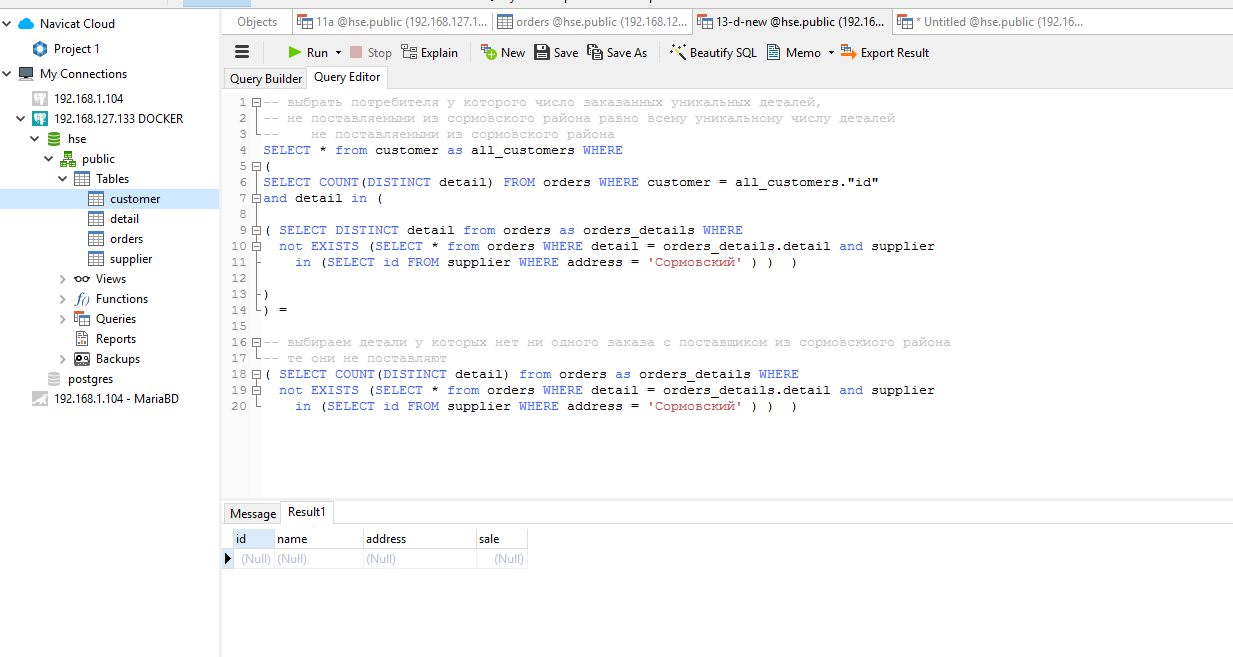 Navicat Cloud
Project 1
My Connections
192.168.1.104
192.168.127.133 DOCKER
hse
public
Tables
customer
detail
orders
supplier
Views
Functions
Queries
Reports
Backups
postgres
192.168.1.104 - MariaBD
Objects
11a @hse.public (192.168.127.1...
orders @hse.public (192.168.12...
13-d-new @hse.public (192.16...
* Untitled @hse.public (192.16...
Run
Stop
Explain
New
Save
Save As
Beautify SQL
Memo
Export Result
Query Builder
Query Editor
1 -- выбрать потребителя у которого число заказанных уникальных деталей,
2 -- не поставляемыми из сормовского района равно всему уникальному числу деталей
3 -- не поставляемыми из сормовского района
4 SELECT * from customer as all_customers WHERE
5 (
6 SELECT COUNT(DISTINCT detail) FROM orders WHERE customer = all_customers."id"
7 and detail in (
8
9 ( SELECT DISTINCT detail from orders as orders_details WHERE
10 not EXISTS (SELECT * from orders WHERE detail = orders_details.detail and supplier
11 in (SELECT id FROM supplier WHERE address = 'Сормовский' ) ) )
12
13 )
14 ) =
15
16 -- выбираем детали у которых нет ни одного заказа с поставщиком из сормовскиого района
17 -- те они не поставляют
18 ( SELECT COUNT(DISTINCT detail) from orders as orders_details WHERE
19 not EXISTS (SELECT * from orders WHERE detail = orders_details.detail and supplier
20 in (SELECT id FROM supplier WHERE address = 'Сормовский' ) ) )
Message
Result1
id name address sale
(Null) (Null) (Null) (Null)